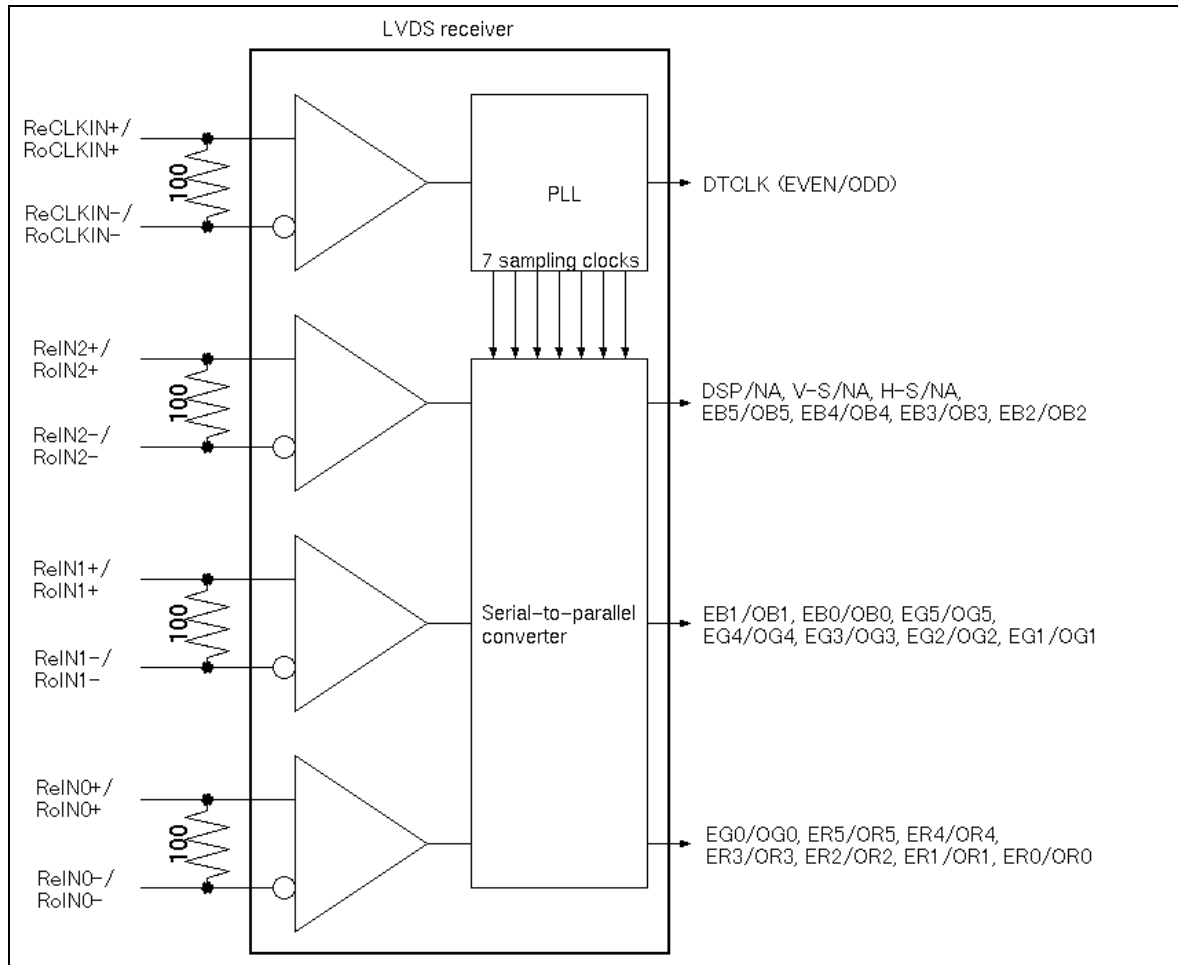 LVDS receiver
ReCLKIN+/
RoCLKIN+
100
ReCLKIN-/
RoCLKIN-
PLL
7 sampling clocks
DTCLK (EVEN/ODD)
ReIN2+/
RoIN2+
100
ReIN2-/
RoIN2-
DSP/NA, V-S/NA, H-S/NA,
EB5/OB5, EB4/OB4, EB3/OB3, EB2/OB2
ReIN1+/
RoIN1+
100
ReIN1-/
RoIN1-
Serial-to-parallel
converter
EB1/OB1, EB0/OB0, EG5/OG5,
EG4/OG4, EG3/OG3, EG2/OG2, EG1/OG1
ReIN0+/
RoIN0+
100
ReIN0-/
RoIN0-
EG0/OG0, ER5/OR5, ER4/OR4,
ER3/OR3, ER2/OR2, ER1/OR1, ER0/OR0